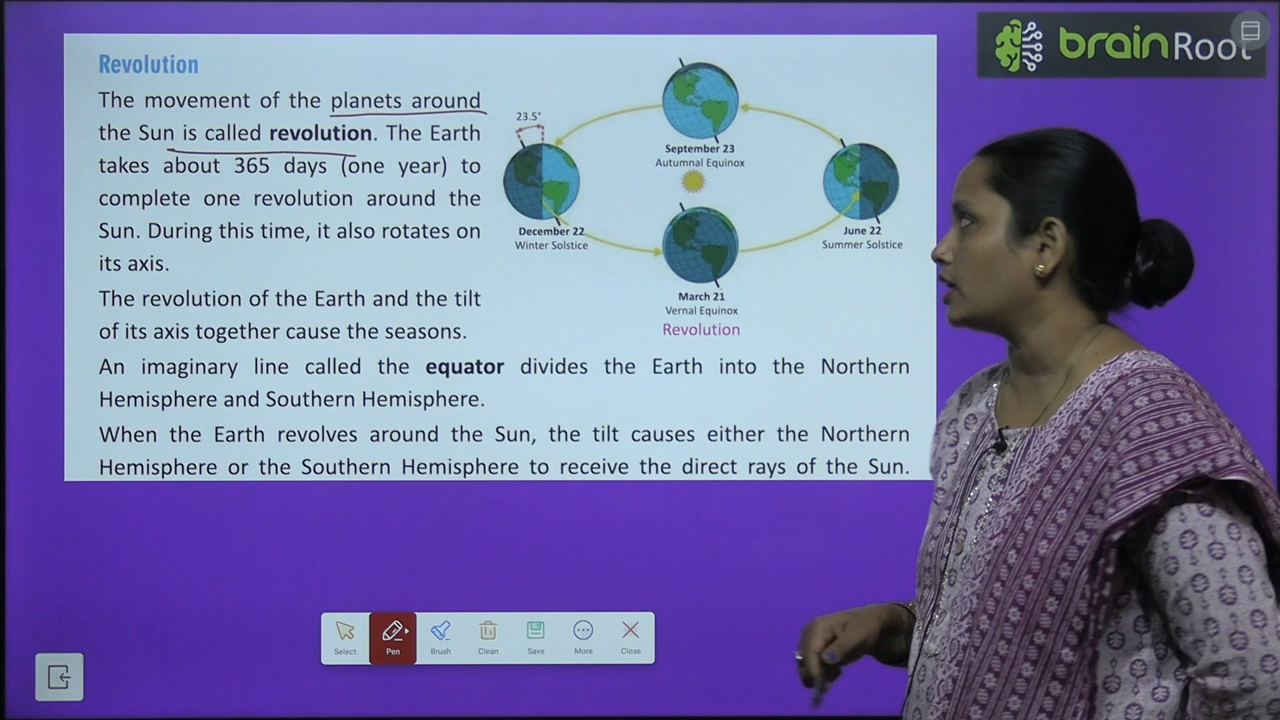 brainRoot
Revolution
The movement of the planets around
the Sun is called revolution. The Earth
takes about 365 days (one year) to
complete one revolution around the
Sun. During this time, it also rotates on
its axis.
The revolution of the Earth and the tilt
of its axis together cause the seasons.
An imaginary line called the equator divides the Earth into the Northern
Hemisphere and Southern Hemisphere.
When the Earth revolves around the Sun, the tilt causes either the Northern
Hemisphere or the Southern Hemisphere to receive the direct rays of the Sun.
23.5°
September 23
Autumnal Equinox
December 22
Winter Solstice
June 22
Summer Solstice
March 21
Vernal Equinox
Revolution
Select
Pen
Brush
Clean
Save
More
Close